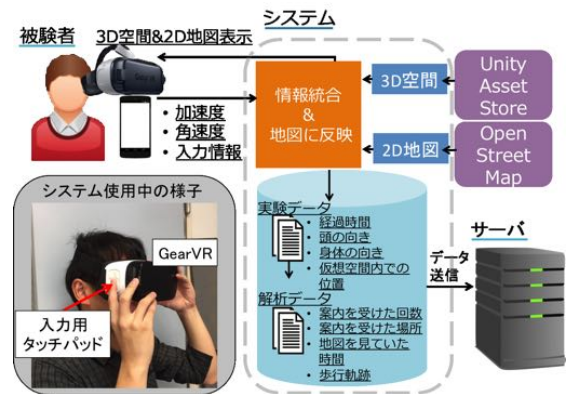 システム
被験者
3D空間&2D地図表示
GearVR
・加速度
・角速度
・入力情報
情報統合
&
地図に反映
3D空間
2D地図
Unity
Asset
Store
Open
Street
Map
システム使用中の様子
GearVR
入力用
タッチパッド
実験データ
・経過時間
・頭の向き
・身体の向き
・仮想空間内での
位置
解析データ
・案内を受けた回数
・案内を受けた場所
・地図を見ていた
時間
・歩行軌跡
データ
送信
サーバ